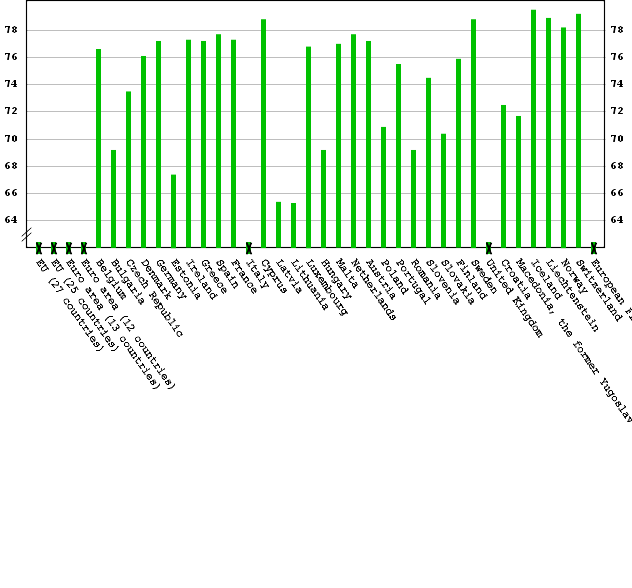 78 78
76 76
74 74
72 72
70 70
68 68
66 66
64 64
EU (27 countries)
EU (25 countries)
Euro area (13 countries)
Euro area (12 countries)
Belgium
Bulgaria
Czech Republic
Denmark
Germany
Estonia
Ireland
Greece
Spain
France
Italy
Cyprus
Latvia
Lithuania
Luxembourg
Hungary
Malta
Netherlands
Austria
Poland
Portugal
Romania
Slovenia
Slovakia
Finland
Sweden
United Kingdom
Croatia
Macedonia, the former Yugoslav
Iceland
Liechtenstein
Norway
Switzerland
European